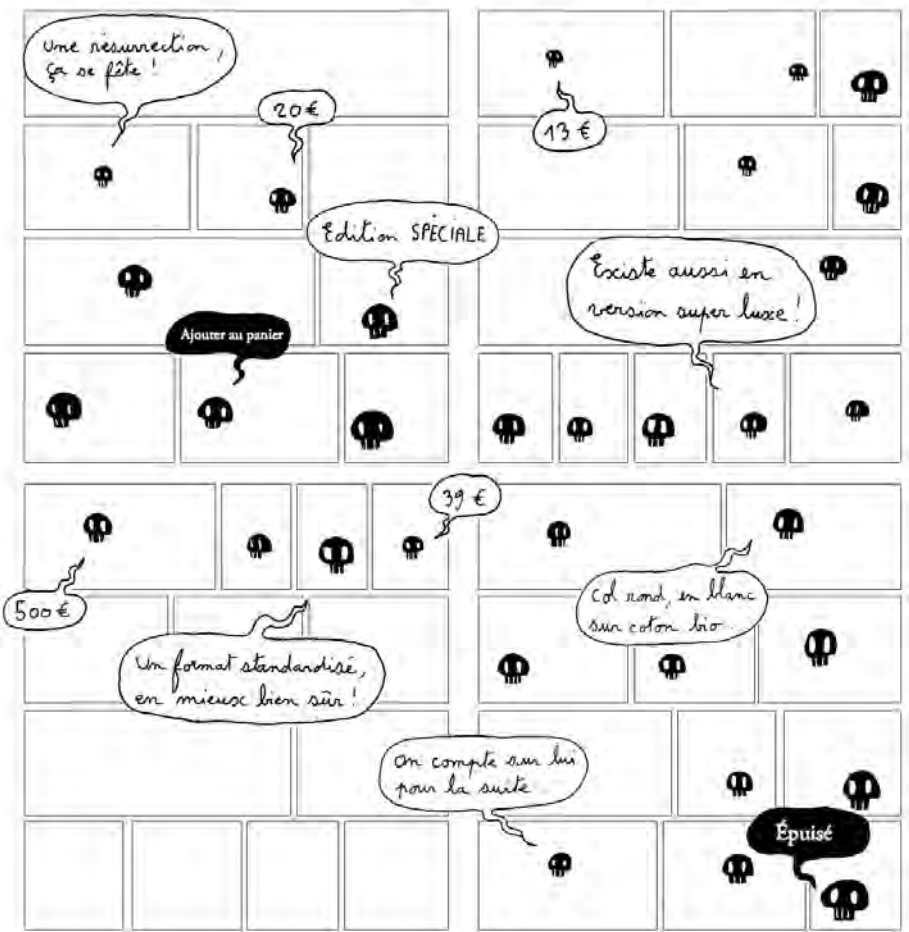 Une résurrection,
ça se fête !
20 €
13 €
Edition SPÉCIALE
Existe aussi en
version super luxe !
Ajouter au panier
39 €
500 €
Col rond, en blanc
sur coton bio.
Un format standardisé,
en mieux bien sûr !
On compte sur lui
pour la suite
Épuisé